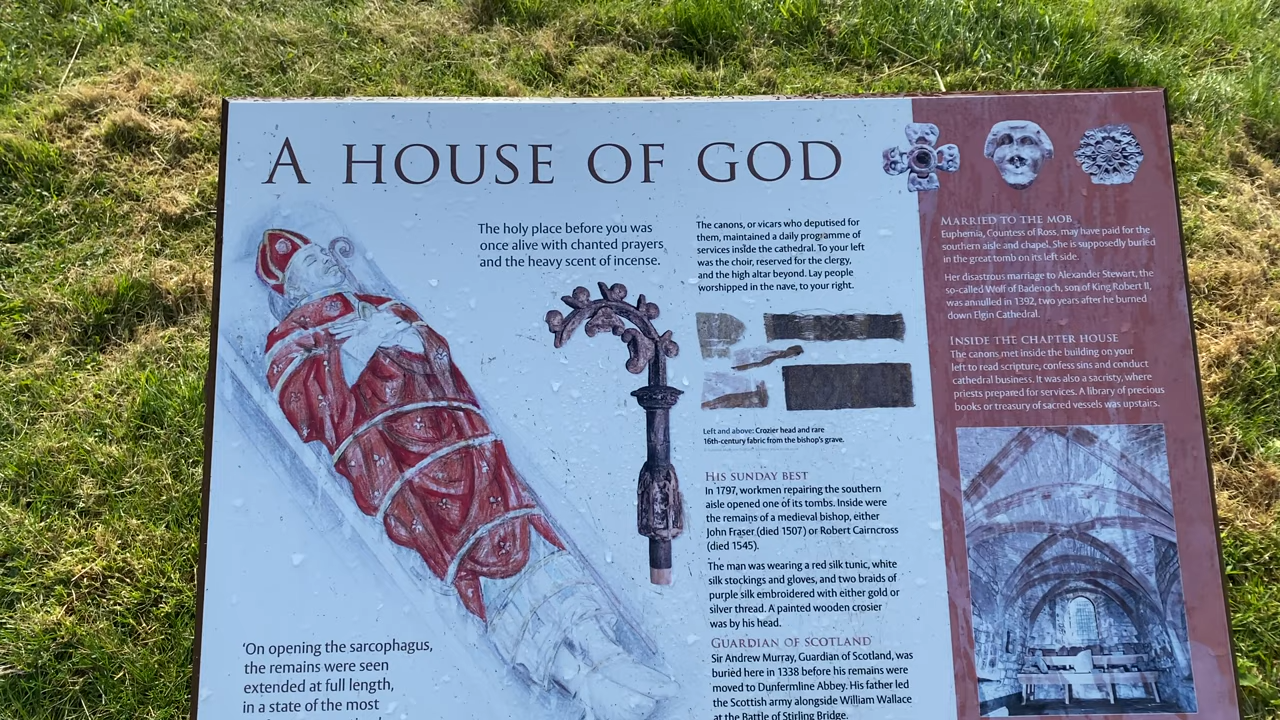 A HOUSE OF GOD
The holy place before you was
once alive with chanted prayers
and the heavy scent of incense.
'On opening the sarcophagus,
the remains were seen
extended at full length,
in a state of the most
The canons, or vicars who deputised for
them, maintained a daily programme of
services inside the cathedral. To your left
was the choir, reserved for the clergy,
and the high altar beyond. Lay people
worshipped in the nave, to your right.
Left and above: Crozier head and rare
16th-century fabric from the bishop's grave.
HIS SUNDAY BEST
In 1797, workmen repairing the southern
aisle opened one of its tombs. Inside were
the remains of a medieval bishop, either
John Fraser (died 1507) or Robert Cairncross
(died 1545).
The man was wearing a red silk tunic, white
silk stockings and gloves, and two braids of
purple silk embroidered with either gold or
silver thread. A painted wooden crosier
was by his head.
GUARDIAN OF SCOTLAND
Sir Andrew Murray, Guardian of Scotland, was
buried here in 1338 before his remains were
moved to Dunfermline Abbey. His father led
the Scottish army alongside William Wallace
at the Battle of Stirling Bridge.
MARRIED TO THE MOB
Euphemia, Countess of Ross, may have paid for the
southern aisle and chapel. She is supposedly buried
in the great tomb on its left side.
Her disastrous marriage to Alexander Stewart, the
so-called Wolf of Badenoch, son of King Robert II,
was annulled in 1392, two years after he burned
down Elgin Cathedral.
INSIDE THE CHAPTER HOUSE
The canons met inside the building on your
left to read scripture, confess sins and conduct
cathedral business. It was also a sacristy, where
priests prepared for services. A library of precious
books or treasury of sacred vessels was upstairs.